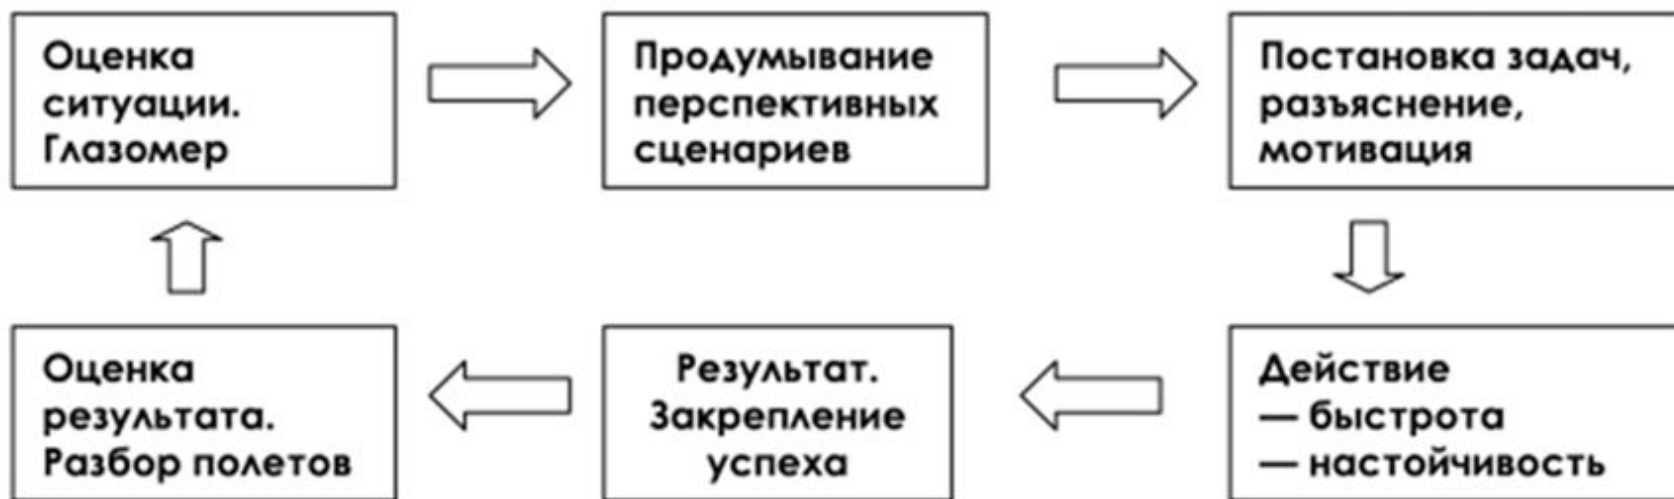 Оценка
ситуации.
Глазомер
Продумывание
перспективных
сценариев
Постановка задач,
разъяснение,
мотивация
Действие
— быстрота
— настойчивость
Результат.
Закрепление
успеха
Оценка
результата.
Разбор полетов